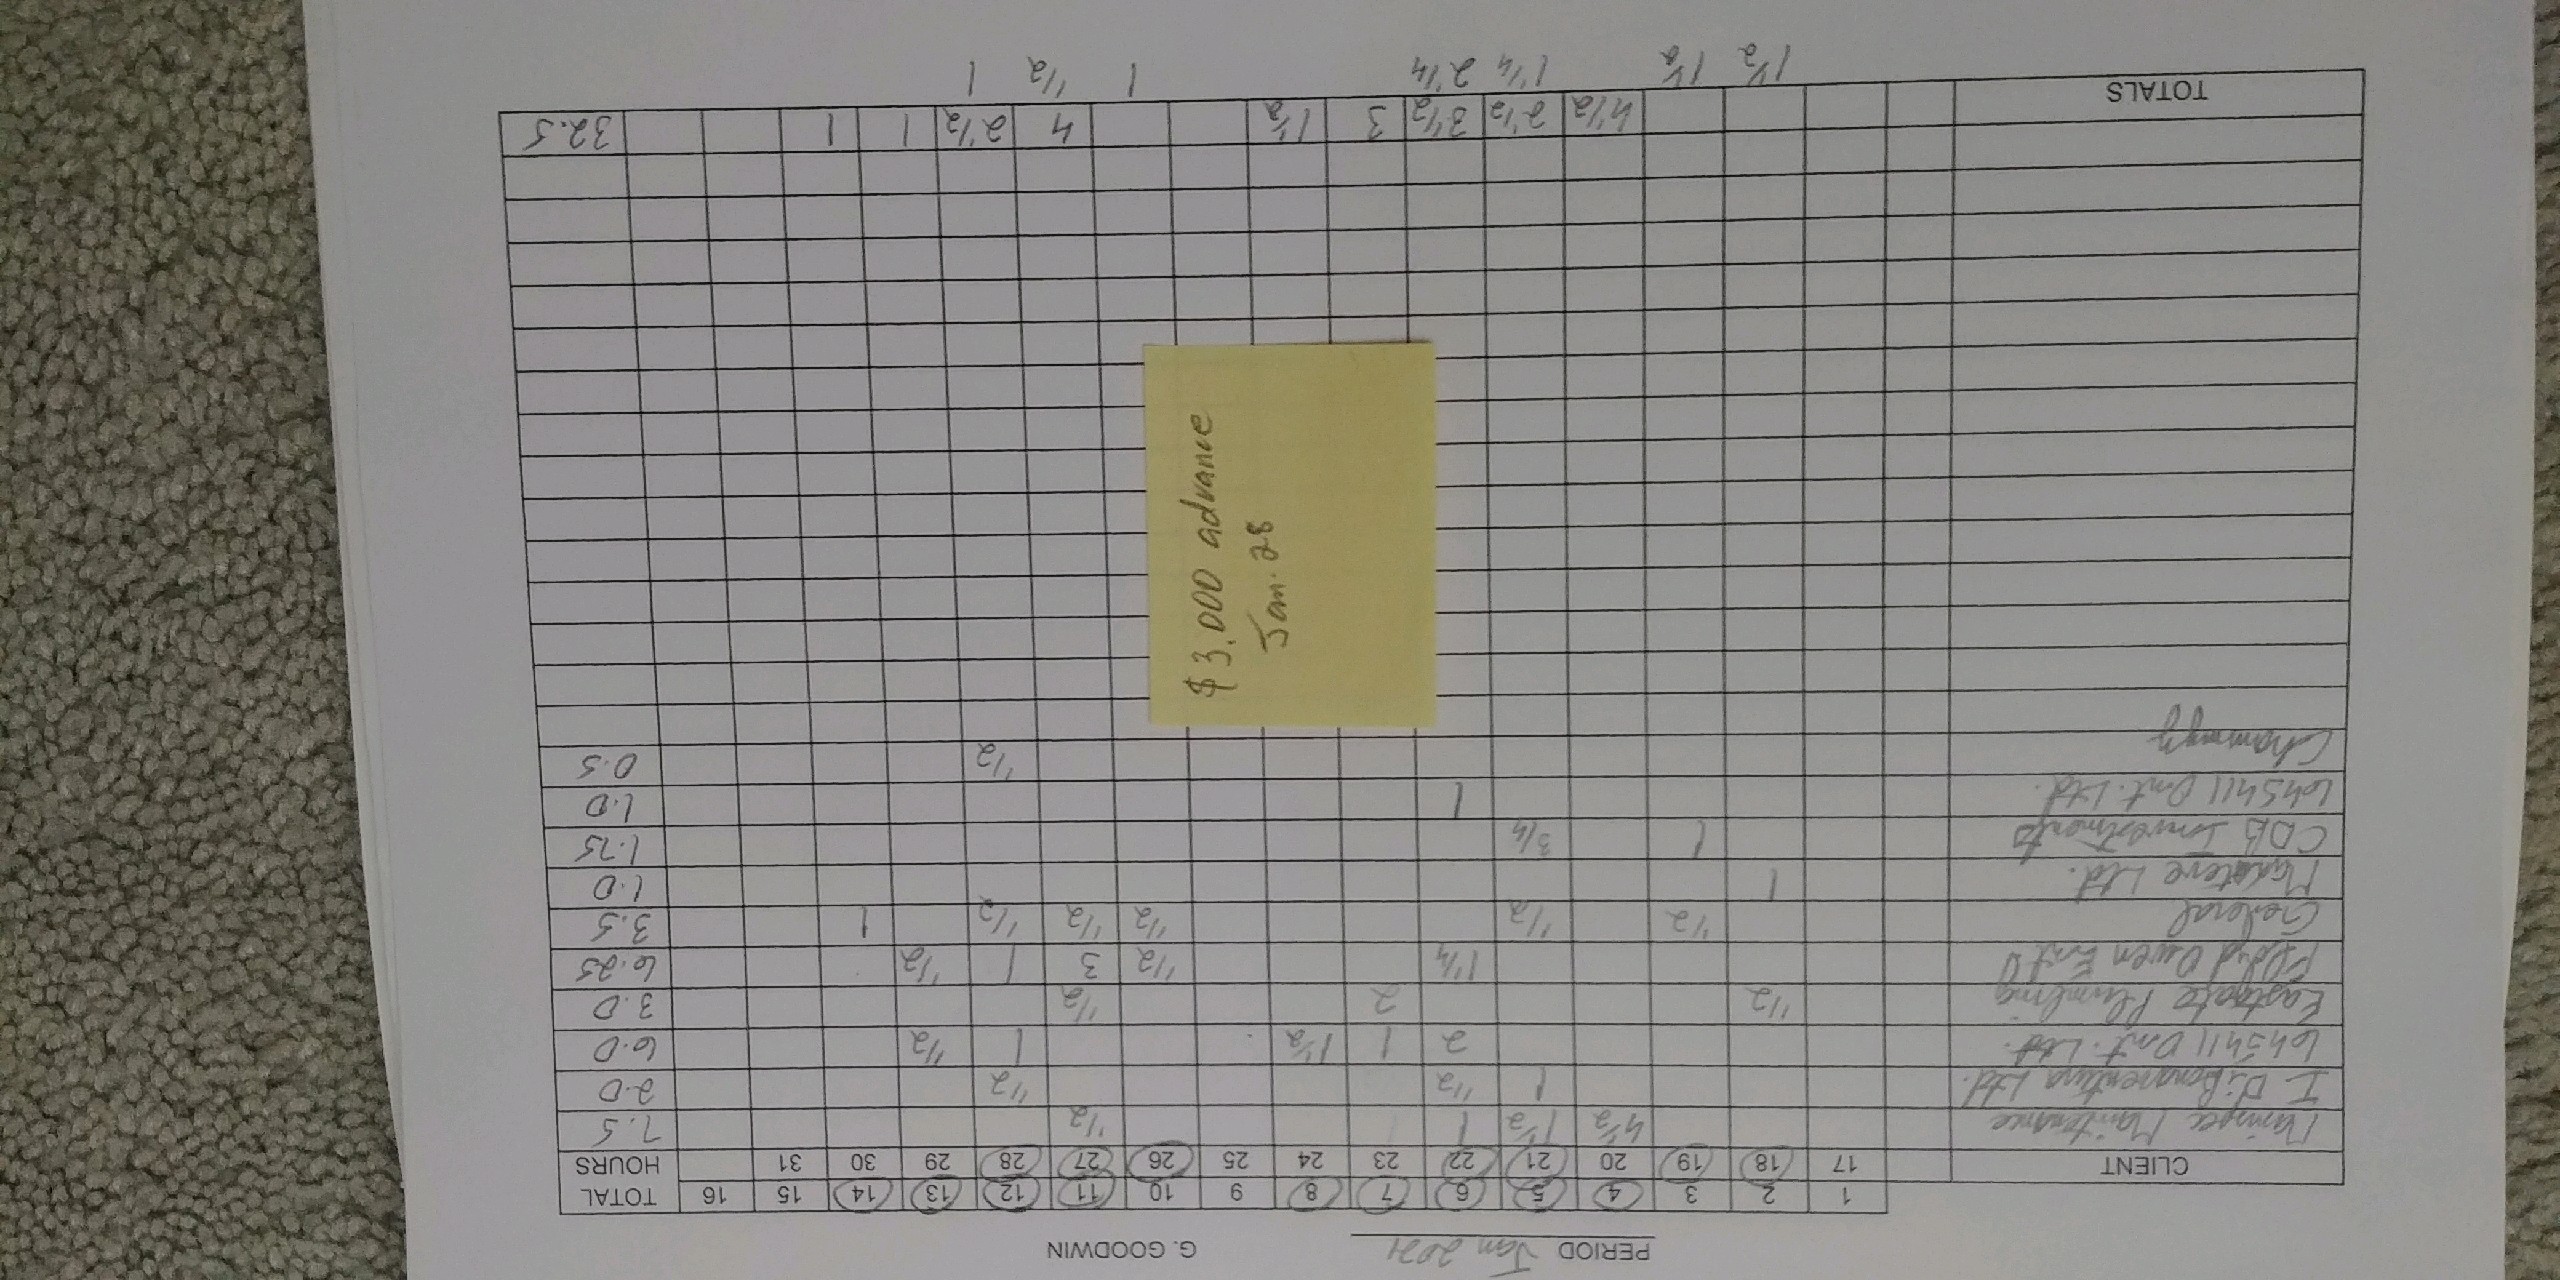 PERIOD Jan 2021 G. GOODWIN
1 2 3 4 5 6 7 8 9 10 11 12 13 14 15 16 TOTAL
CLIENT 17 18 19 20 21 22 23 24 25 26 27 28 29 30 31 HOURS
Maintenance 4½ 1½ 1 1/2 7.5
I DiBonaventura Ltd. 1 1/2 1/2 2.0
645411 Ont. Ltd. 2 1 1½ 1 1/2 6.0
Eastgate Plumbing 1/2 2 1/2 3.0
Floyd Owen Ent 1¼ 1/2 3 1 1/2 6.25
General 1/2 1/2 1/2 1/2 1/2 1 3.5
Ltd. 1 1.0
CDB Investments 1 3/4 1.75
645411 Ont. Ltd. 1 1.0
1/2 0.5
$3,000 advance
Jan. 28
4½ 2½ 3½ 3 1½ 4 2½ 1 1 32.5
TOTALS
1½ 1½ 1¼ 2¼ 1 1/2 1